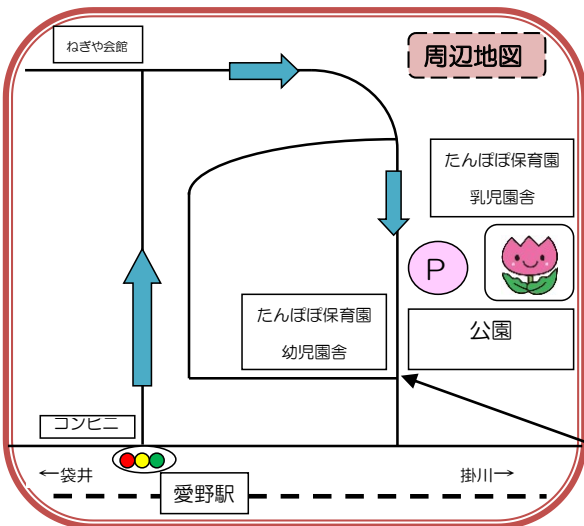 ねぎや会館
周辺地図
たんぽぽ保育園
乳児園舎
P
たんぽぽ保育園
幼児園舎
公園
コンビニ
←袋井
掛川→
愛野駅